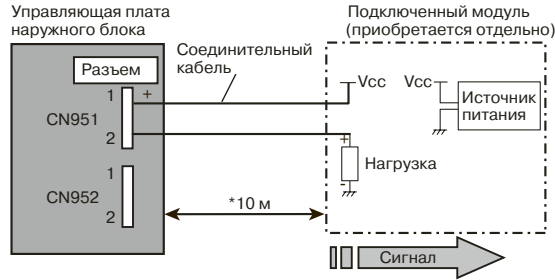 Управляющая плата
наружного блока
Подключенный модуль
(приобретается отдельно)
Соединительный
кабель
Разъем
1
+
CN951
2
Vcc
Vcc
Источник
питания
+
Нагрузка
-
CN952
1
2
*10 м
Сигнал